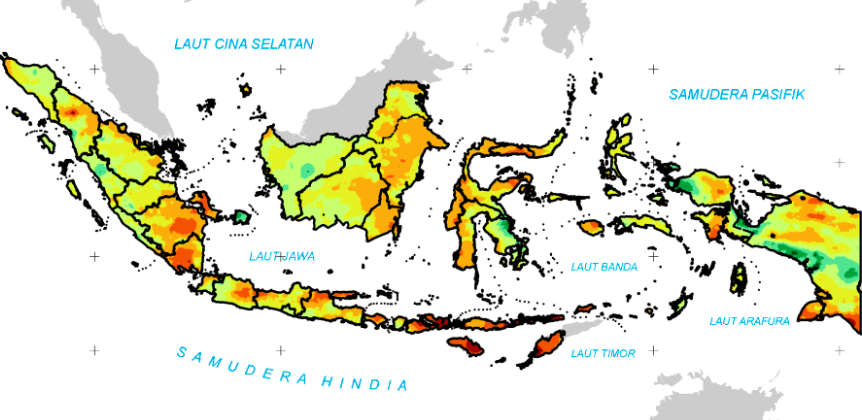 LAUT CINA SELATAN
SAMUDERA PASIFIK
LAUT JAWA
LAUT BANDA
LAUT ARAFURA
LAUT TIMOR
SAMUDERA HINDIA